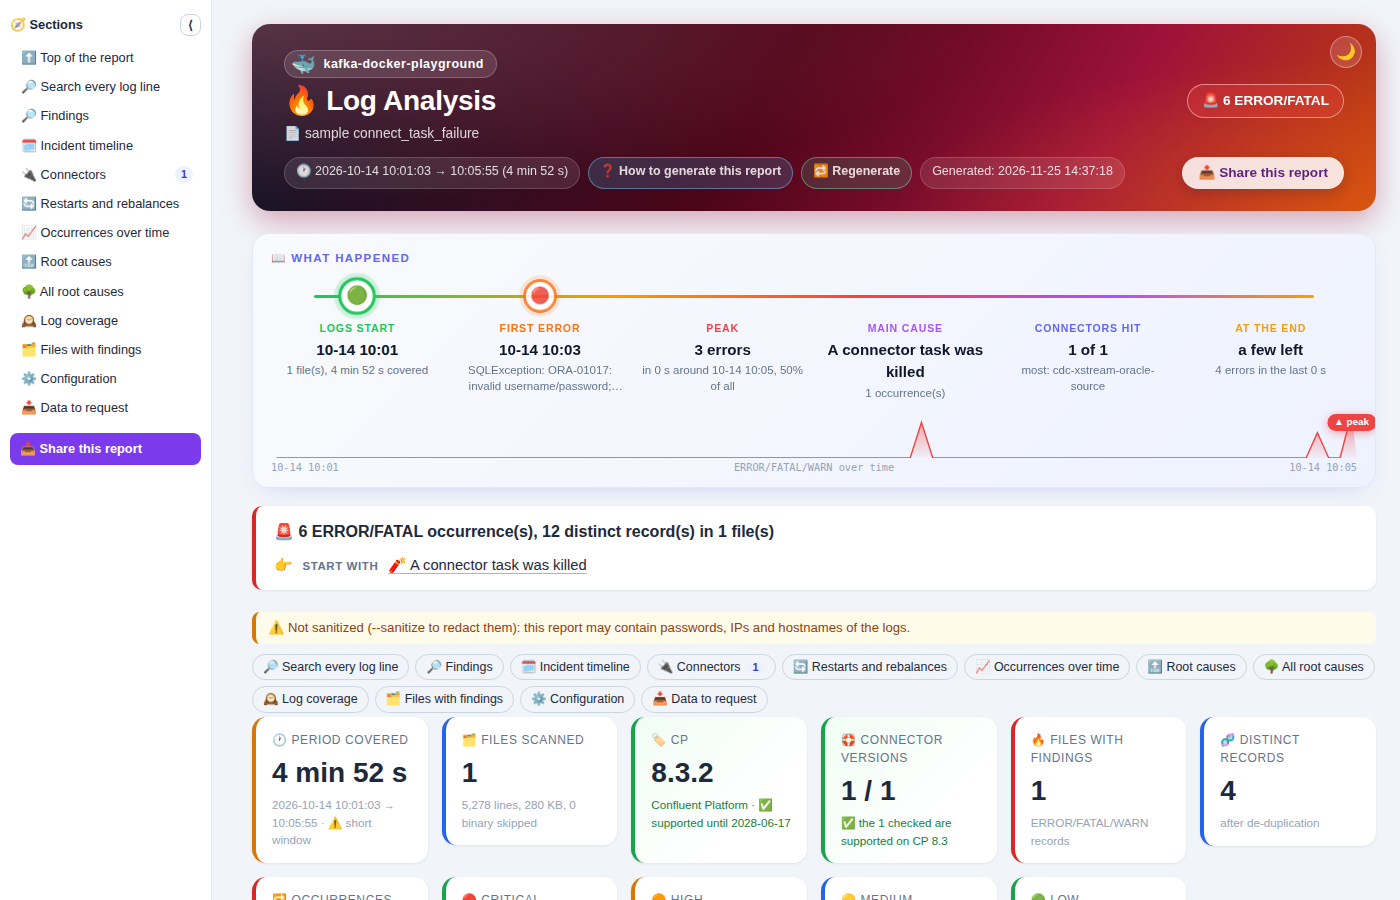 🧭 Sections
⟨
⬆️ Top of the report
🔎 Search every log line
🔎 Findings
🗓️ Incident timeline
🔌 Connectors 1
🔄 Restarts and rebalances
📈 Occurrences over time
🔝 Root causes
🌳 All root causes
🕰️ Log coverage
🗂️ Files with findings
⚙️ Configuration
📥 Data to request
📤 Share this report
🐳 kafka-docker-playground
🌙
🔥 Log Analysis
🚨 6 ERROR/FATAL
📄 sample connect_task_failure
🕐 2026-10-14 10:01:03 → 10:05:55 (4 min 52 s)
❓ How to generate this report
🔁 Regenerate
Generated: 2026-11-25 14:37:18
📤 Share this report
📖 WHAT HAPPENED
LOGS START
10-14 10:01
1 file(s), 4 min 52 s covered
FIRST ERROR
10-14 10:03
SQLException: ORA-01017:
invalid username/password;…
PEAK
3 errors
in 0 s around 10-14 10:05, 50%
of all
MAIN CAUSE
A connector task was
killed
1 occurrence(s)
CONNECTORS HIT
1 of 1
most: cdc-xstream-oracle-
source
AT THE END
a few left
4 errors in the last 0 s
▲ peak
10-14 10:01
ERROR/FATAL/WARN over time
10-14 10:05
🚨 6 ERROR/FATAL occurrence(s), 12 distinct record(s) in 1 file(s)
👉 START WITH 🧨 A connector task was killed
⚠️ Not sanitized (--sanitize to redact them): this report may contain passwords, IPs and hostnames of the logs.
🔎 Search every log line
🔎 Findings
🗓️ Incident timeline
🔌 Connectors 1
🔄 Restarts and rebalances
📈 Occurrences over time
🔝 Root causes
🌳 All root causes
🕰️ Log coverage
🗂️ Files with findings
⚙️ Configuration
📥 Data to request
🕐 PERIOD COVERED
4 min 52 s
2026-10-14 10:01:03 →
10:05:55 · ⚠️ short
window
🗂️ FILES SCANNED
1
5,278 lines, 280 KB, 0
binary skipped
🏷️ CP
8.3.2
Confluent Platform · ✅
supported until 2028-06-17
🛟 CONNECTOR
VERSIONS
1 / 1
✅ the 1 checked are
supported on CP 8.3
🔥 FILES WITH
FINDINGS
1
ERROR/FATAL/WARN
records
🧬 DISTINCT
RECORDS
4
after de-duplication
🔁 OCCURRENCES
🔴 CRITICAL
🟠 HIGH
🟡 MEDIUM
🟢 LOW